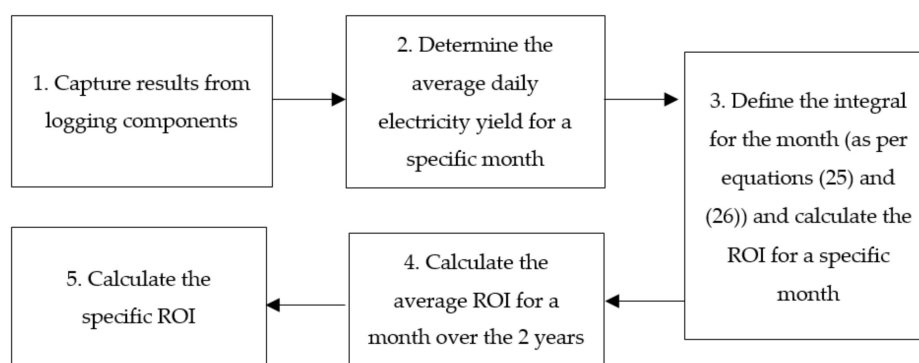 1. Capture results from
logging components
2. Determine the
average daily
electricity yield for a
specific month
3. Define the integral
for the month (as per
equations (25) and
(26)) and calculate the
ROI for a specific
month
4. Calculate the
average ROI for a
month over the 2 years
5. Calculate the
specific ROI